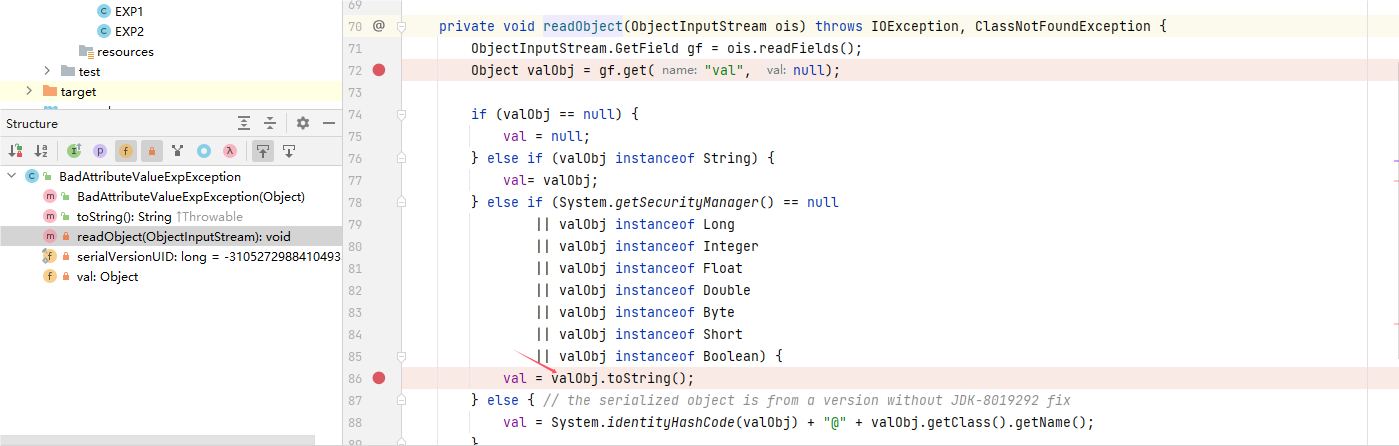 EXP1
EXP2
resources
test
target
Structure
BadAttributeValueExpException
BadAttributeValueExpException(Object)
toString(): String ↑Throwable
readObject(ObjectInputStream): void
serialVersionUID: long = -3105272988410493
val: Object
69
70 @ private void readObject(ObjectInputStream ois) throws IOException, ClassNotFoundException {
71 ObjectInputStream.GetField gf = ois.readFields();
72 Object valObj = gf.get( name: "val", val: null);
73
74 if (valObj == null) {
75 val = null;
76 } else if (valObj instanceof String) {
77 val= valObj;
78 } else if (System.getSecurityManager() == null
79 || valObj instanceof Long
80 || valObj instanceof Integer
81 || valObj instanceof Float
82 || valObj instanceof Double
83 || valObj instanceof Byte
84 || valObj instanceof Short
85 || valObj instanceof Boolean) {
86 val = valObj.toString();
87 } else { // the serialized object is from a version without JDK-8019292 fix
88 val = System.identityHashCode(valObj) + "@" + valObj.getClass().getName();
89 }